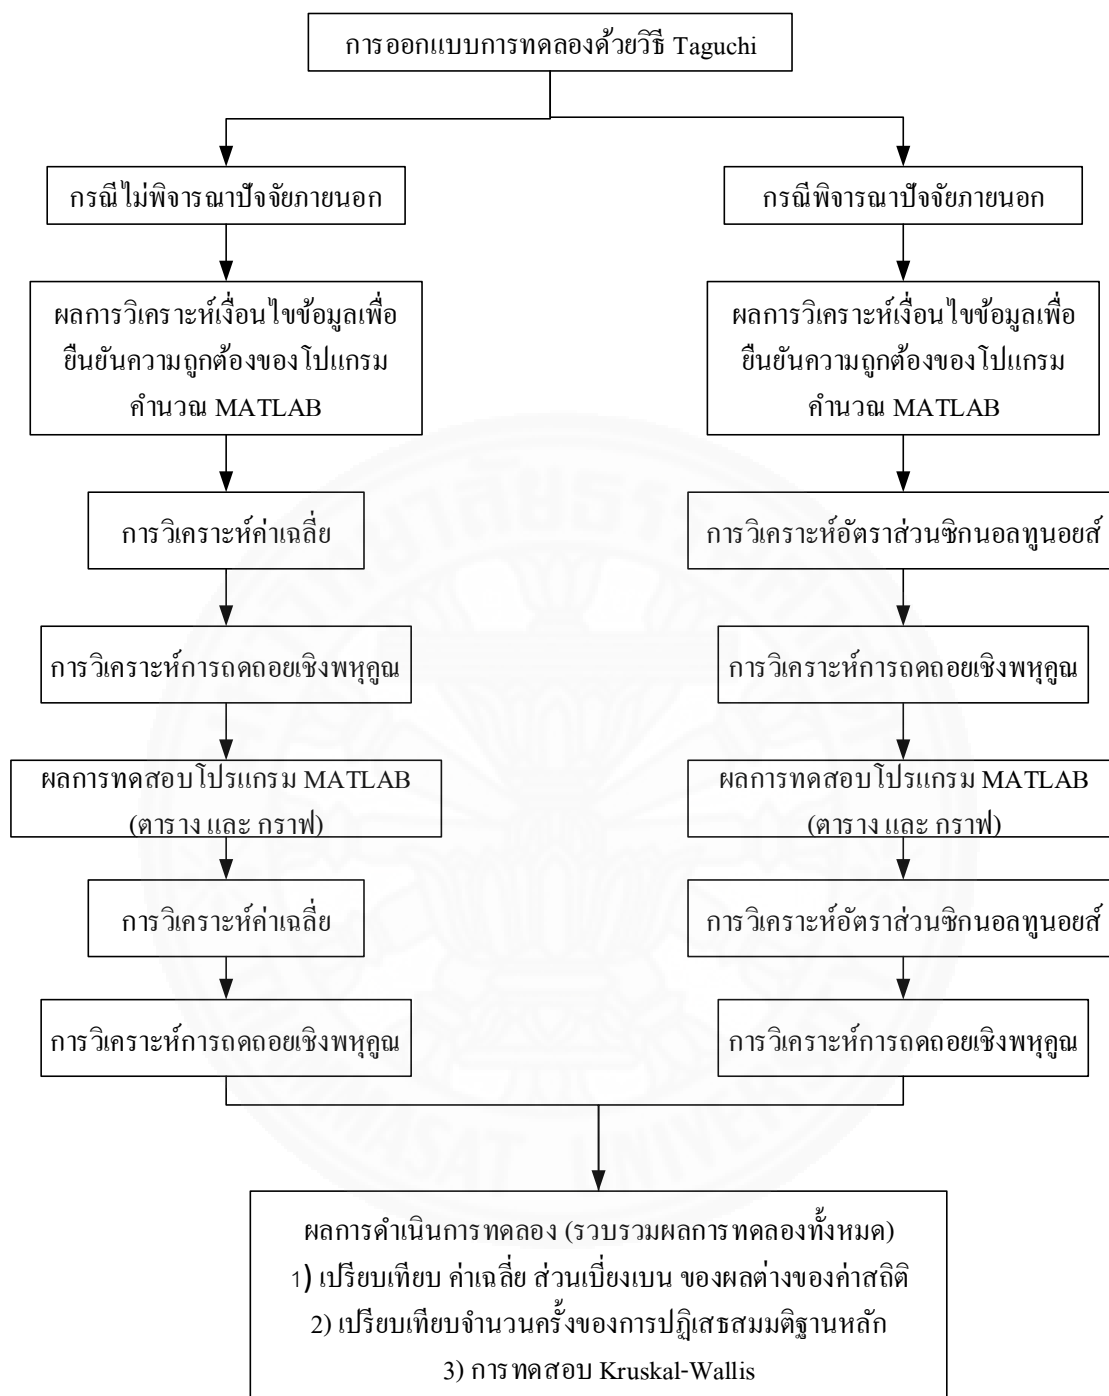 การออกแบบการทดลองด้วยวิธี Taguchi
กรณีไม่พิจารณาปัจจัยภายนอก
กรณีพิจารณาปัจจัยภายนอก
ผลการวิเคราะห์เงื่อนไขข้อมูลเพื่อ
ยืนยันความถูกต้องของโปแกรม
คำนวณ MATLAB
ผลการวิเคราะห์เงื่อนไขข้อมูลเพื่อ
ยืนยันความถูกต้องของโปแกรม
คำนวณ MATLAB
การวิเคราะห์ค่าเฉลี่ย
การวิเคราะห์อัตราส่วนซิกนอลทูนอยส์
การวิเคราะห์การถดถอยเชิงพหุคูณ
การวิเคราะห์การถดถอยเชิงพหุคูณ
ผลการทดสอบโปรแกรม MATLAB
(ตาราง และ กราฟ)
ผลการทดสอบโปรแกรม MATLAB
(ตาราง และ กราฟ)
การวิเคราะห์ค่าเฉลี่ย
การวิเคราะห์อัตราส่วนซิกนอลทูนอยส์
การวิเคราะห์การถดถอยเชิงพหุคูณ
การวิเคราะห์การถดถอยเชิงพหุคูณ
ผลการดำเนินการทดลอง (รวบรวมผลการทดลองทั้งหมด)
1) เปรียบเทียบ ค่าเฉลี่ย ส่วนเบี่ยงเบน ของผลต่างของค่าสถิติ
2) เปรียบเทียบจำนวนครั้งของการปฏิเสธสมมติฐานหลัก
3) การทดสอบ Kruskal-Wallis